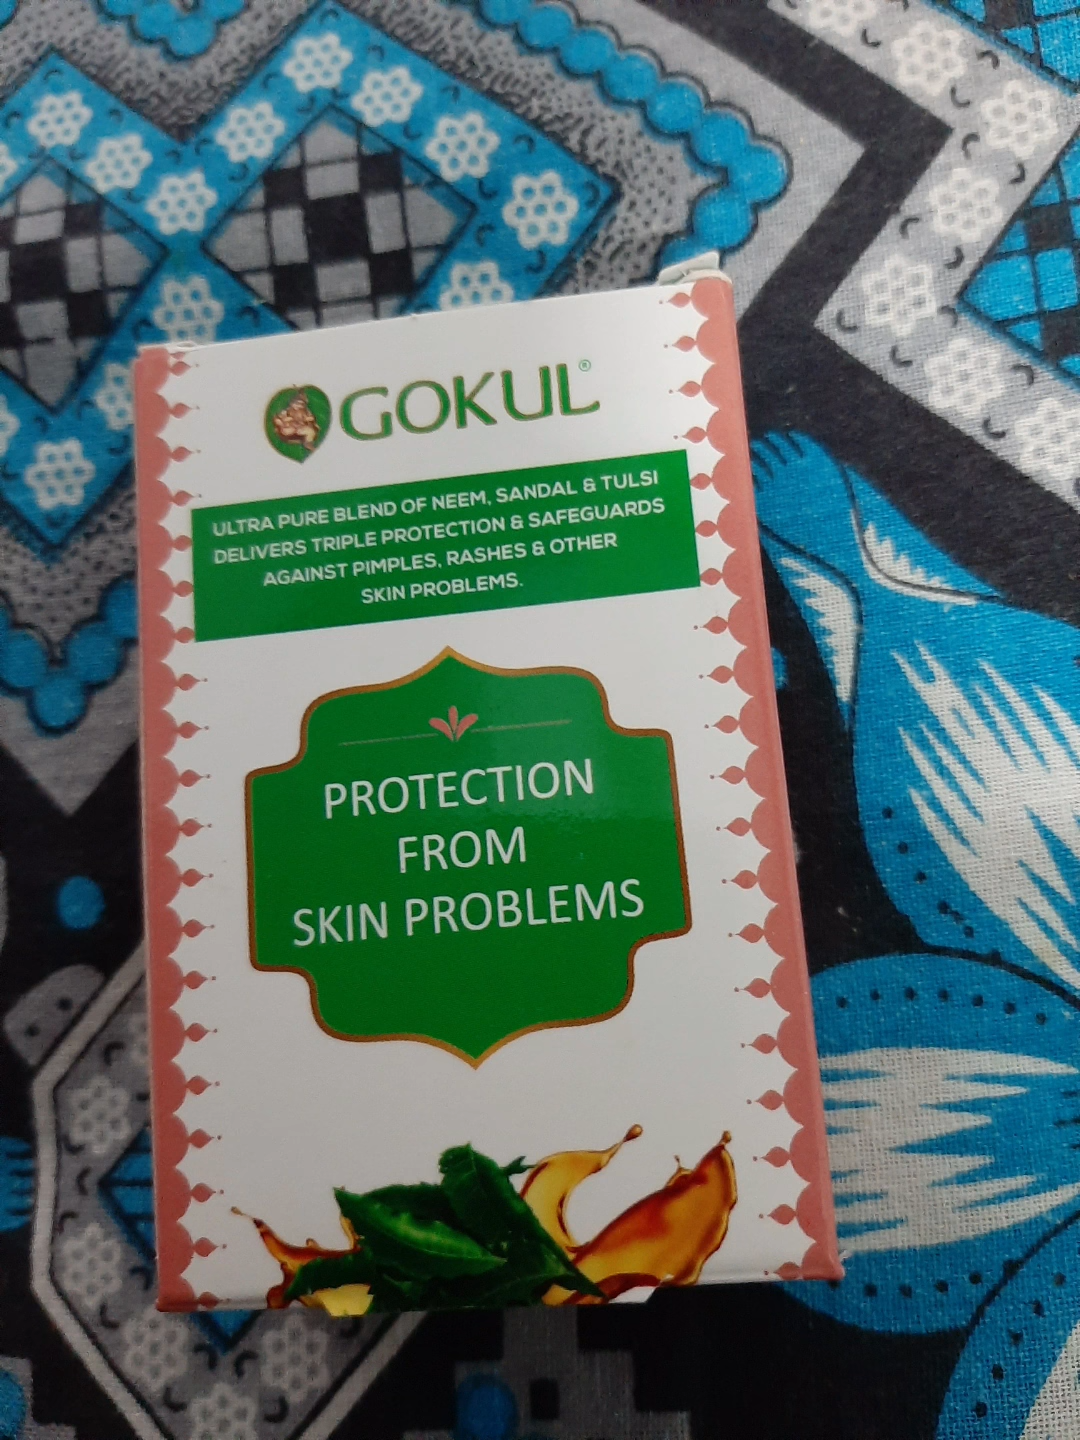 GOKUL®
ULTRA PURE BLEND OF NEEM, SANDAL & TULSI
DELIVERS TRIPLE PROTECTION & SAFEGUARDS
AGAINST PIMPLES, RASHES & OTHER
SKIN PROBLEMS.
PROTECTION
FROM
SKIN PROBLEMS